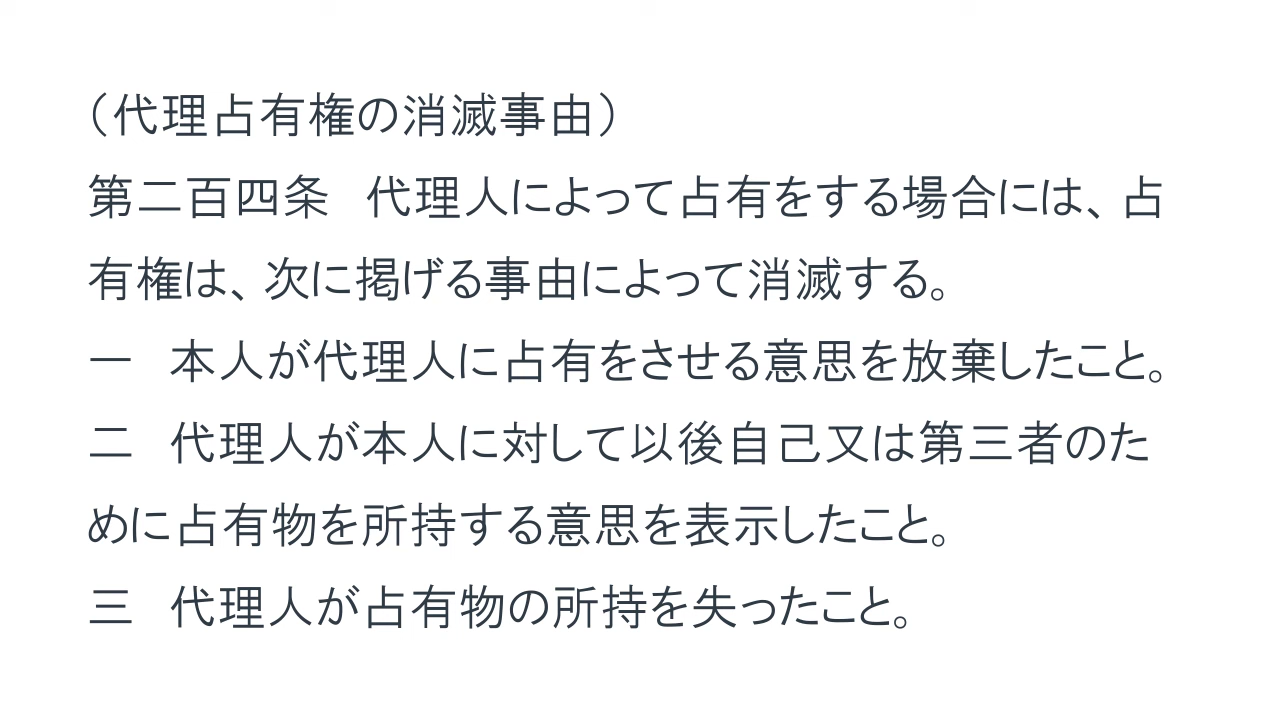 （代理占有権の消滅事由）
第二百四条　代理人によって占有をする場合には、占
有権は、次に掲げる事由によって消滅する。
一　本人が代理人に占有をさせる意思を放棄したこと。
二　代理人が本人に対して以後自己又は第三者のた
めに占有物を所持する意思を表示したこと。
三　代理人が占有物の所持を失ったこと。